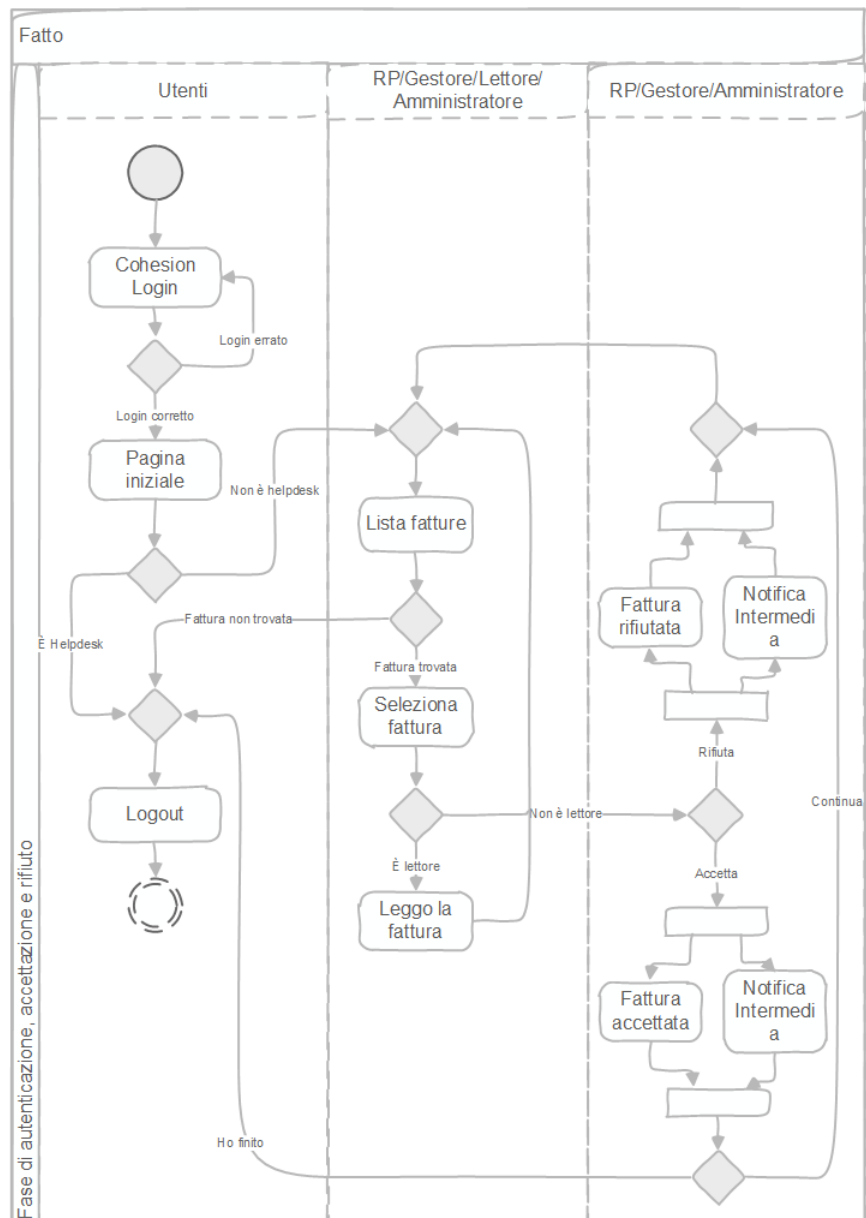 Fatto
Utenti
RP/Gestore/Lettore/
Amministratore
RP/Gestore/Amministratore
Fase di autenticazione, accettazione e rifiuto
Cohesion
Login
Login errato
Login corretto
Pagina
iniziale
Non è helpdesk
È Helpdesk
Logout
Lista fatture
Fattura non trovata
Fattura trovata
Seleziona
fattura
Non è lettore
È lettore
Leggo la
fattura
Fattura
rifiutata
Notifica
Intermedi
a
Rifiuta
Continua
Accetta
Fattura
accettata
Notifica
Intermedi
a
Ho finito